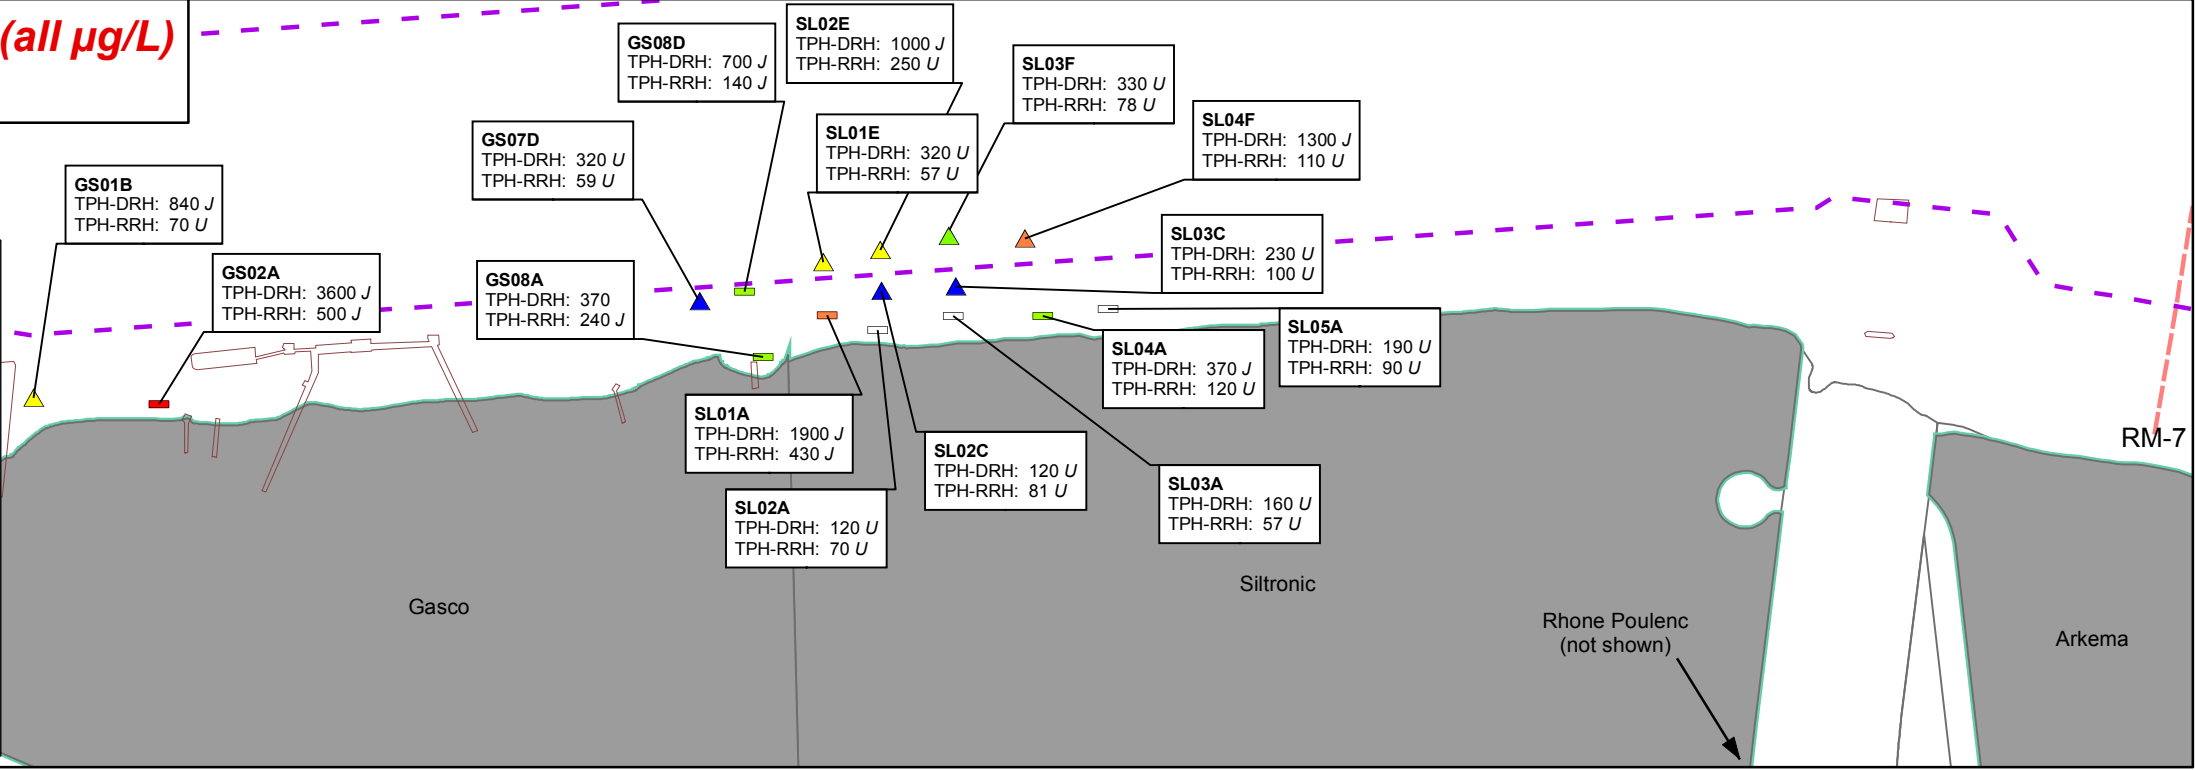 (all µg/L)
SL02E
TPH-DRH: 1000 J
TPH-RRH: 250 U
GS08D
TPH-DRH: 700 J
TPH-RRH: 140 J
SL03F
TPH-DRH: 330 U
TPH-RRH: 78 U
SL04F
TPH-DRH: 1300 J
TPH-RRH: 110 U
SL01E
TPH-DRH: 320 U
TPH-RRH: 57 U
GS07D
TPH-DRH: 320 U
TPH-RRH: 59 U
GS01B
TPH-DRH: 840 J
TPH-RRH: 70 U
SL03C
TPH-DRH: 230 U
TPH-RRH: 100 U
GS02A
TPH-DRH: 3600 J
TPH-RRH: 500 J
GS08A
TPH-DRH: 370
TPH-RRH: 240 J
SL05A
TPH-DRH: 190 U
TPH-RRH: 90 U
SL04A
TPH-DRH: 370 J
TPH-RRH: 120 U
SL01A
TPH-DRH: 1900 J
TPH-RRH: 430 J
SL02C
TPH-DRH: 120 U
TPH-RRH: 81 U
RM-7
SL03A
TPH-DRH: 160 U
TPH-RRH: 57 U
SL02A
TPH-DRH: 120 U
TPH-RRH: 70 U
Siltronic
Gasco
Rhone Poulenc
(not shown)
Arkema